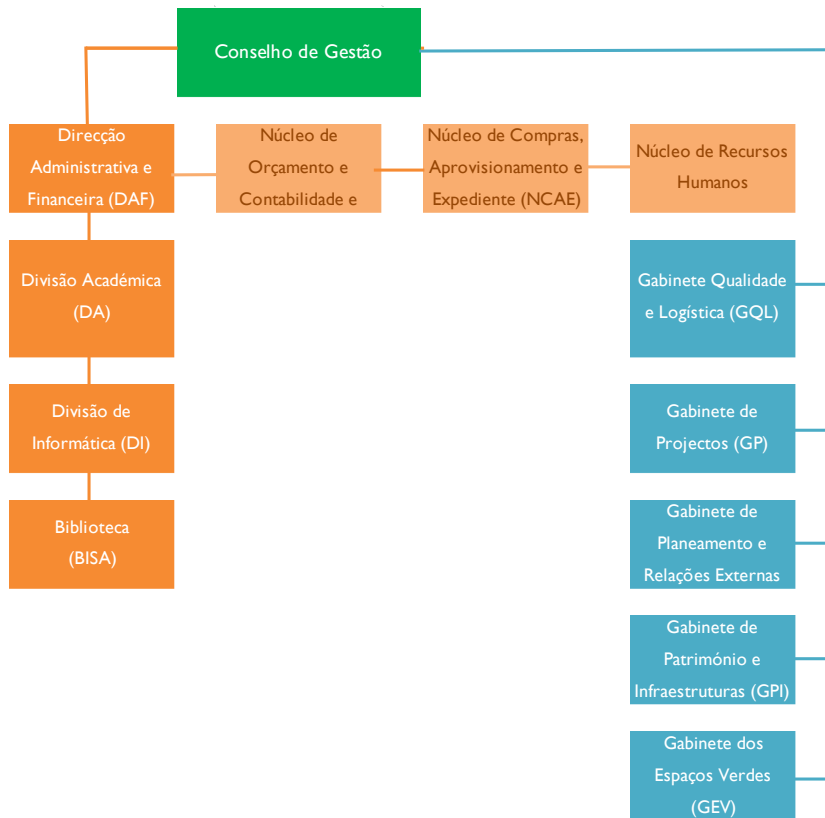 Conselho de Gestão
Direcção
Administrativa e
Financeira (DAF)
Núcleo de
Orçamento e
Contabilidade e
Núcleo de Compras,
Aprovisionamento e
Expediente (NCAE)
Núcleo de Recursos
Humanos
Divisão Académica
(DA)
Gabinete Qualidade
e Logística (GQL)
Divisão de
Informática (DI)
Gabinete de
Projectos (GP)
Biblioteca
(BISA)
Gabinete de
Planeamento e
Relações Externas
Gabinete de
Património e
Infraestruturas (GPI)
Gabinete dos
Espaços Verdes
(GEV)